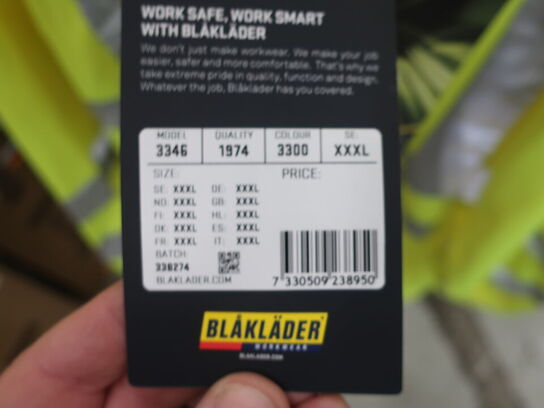 WORK SAFE, WORK SMART
WITH BLÅKLÄDER
We don't just make workwear. We make your job
easier, safer and more comfortable. That's why we
take extreme pride in quality, function and design.
Whatever the job, Blåkläder has you covered.
MODEL QUALITY COLOUR SE:
3346 1974 3300 XXXL
SIZE: PRICE:
SE: XXXL DE: XXXL
NO: XXXL GB: XXXL
FI: XXXL NL: XXXL
DK: XXXL ES: XXXL
FR: XXXL IT: XXXL
BATCH:
338274
BLAKLADER.COM
7 330509 238950
BLÅKLÄDER
WORKWEAR
BLAKLADER.COM